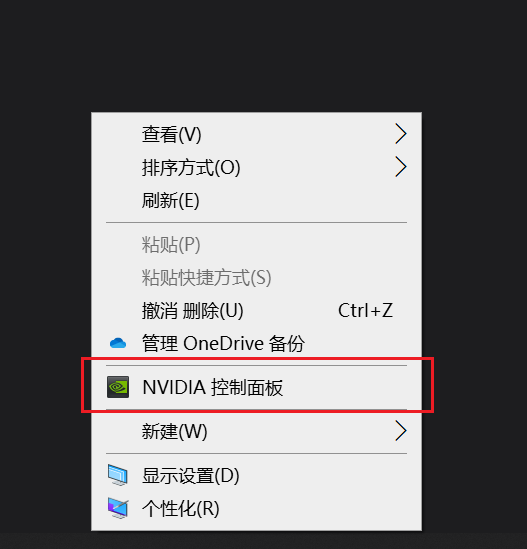 查看(V)
排序方式(O)
刷新(E)
粘贴(P)
粘贴快捷方式(S)
撤消 删除(U) Ctrl+Z
管理 OneDrive 备份
NVIDIA 控制面板
新建(W)
显示设置(D)
个性化(R)